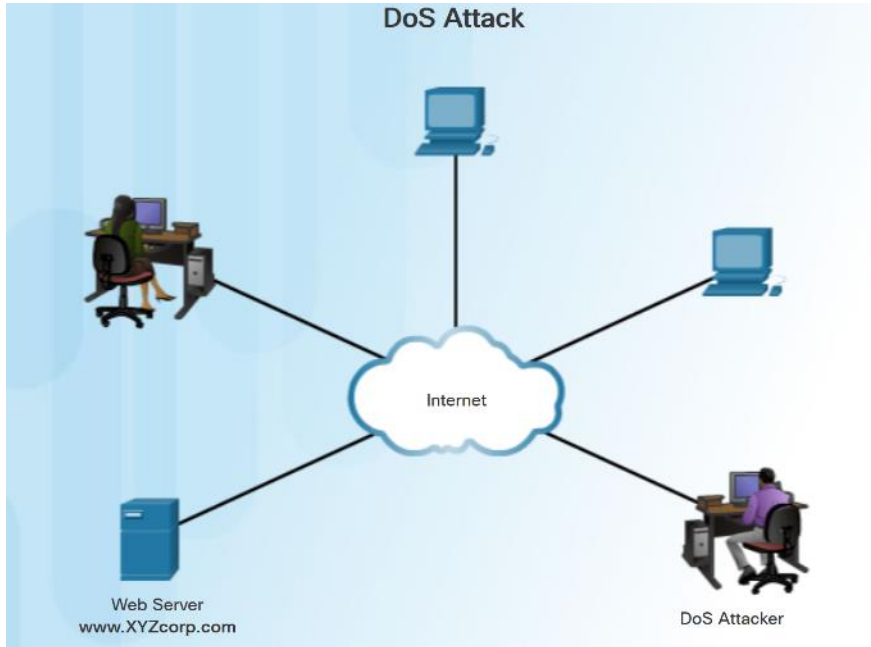 DoS Attack
Internet
Web Server
www.XYZcorp.com
DoS Attacker